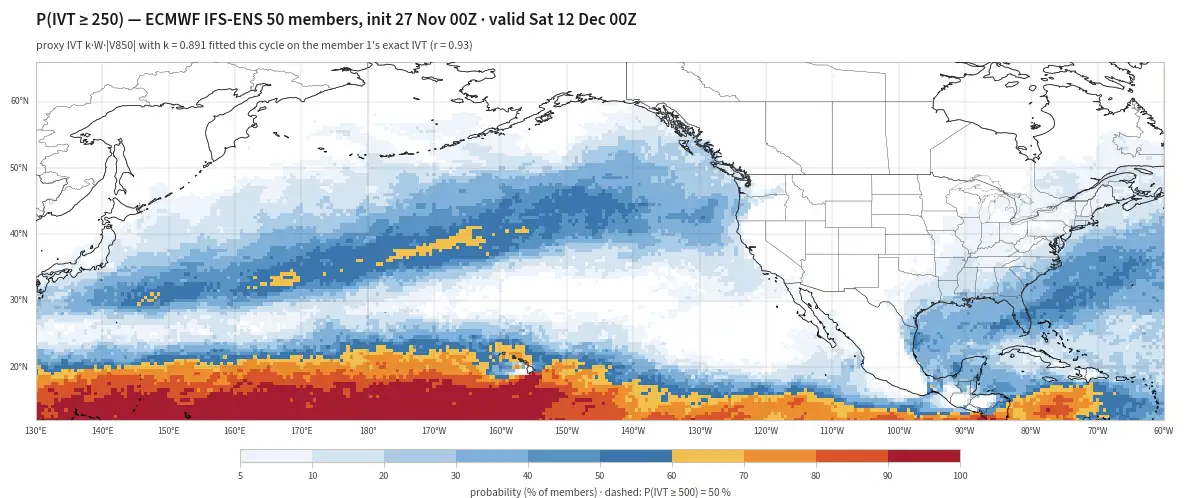 P(IVT ≥ 250) — ECMWF IFS-ENS 50 members, init 27 Nov 00Z · valid Sat 12 Dec 00Z
proxy IVT k·W·|V850| with k = 0.891 fitted this cycle on the member 1's exact IVT (r = 0.93)
60°N
50°N
40°N
30°N
20°N
130°E 140°E 150°E 160°E 170°E 180° 170°W 160°W 150°W 140°W 130°W 120°W 110°W 100°W 90°W 80°W 70°W 60°W
5 10 20 30 40 50 60 70 80 90 100
probability (% of members) · dashed: P(IVT ≥ 500) = 50 %